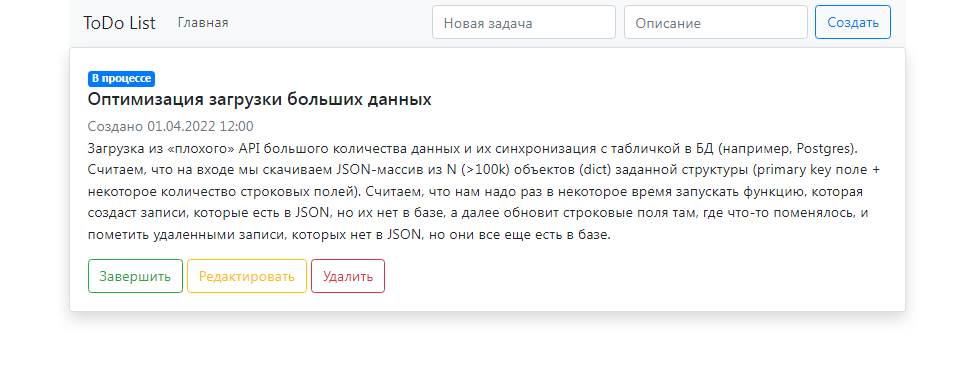 ToDo List Главная Новая задача Описание Создать
В процессе
Оптимизация загрузки больших данных
Создано 01.04.2022 12:00
Загрузка из «плохого» API большого количества данных и их синхронизация с табличкой в БД (например, Postgres).
Считаем, что на входе мы скачиваем JSON-массив из N (>100k) объектов (dict) заданной структуры (primary key поле +
некоторое количество строковых полей). Считаем, что нам надо раз в некоторое время запускать функцию, которая
создаст записи, которые есть в JSON, но их нет в базе, а далее обновит строковые поля там, где что-то поменялось, и
пометить удаленными записи, которых нет в JSON, но они все еще есть в базе.
Завершить Редактировать Удалить